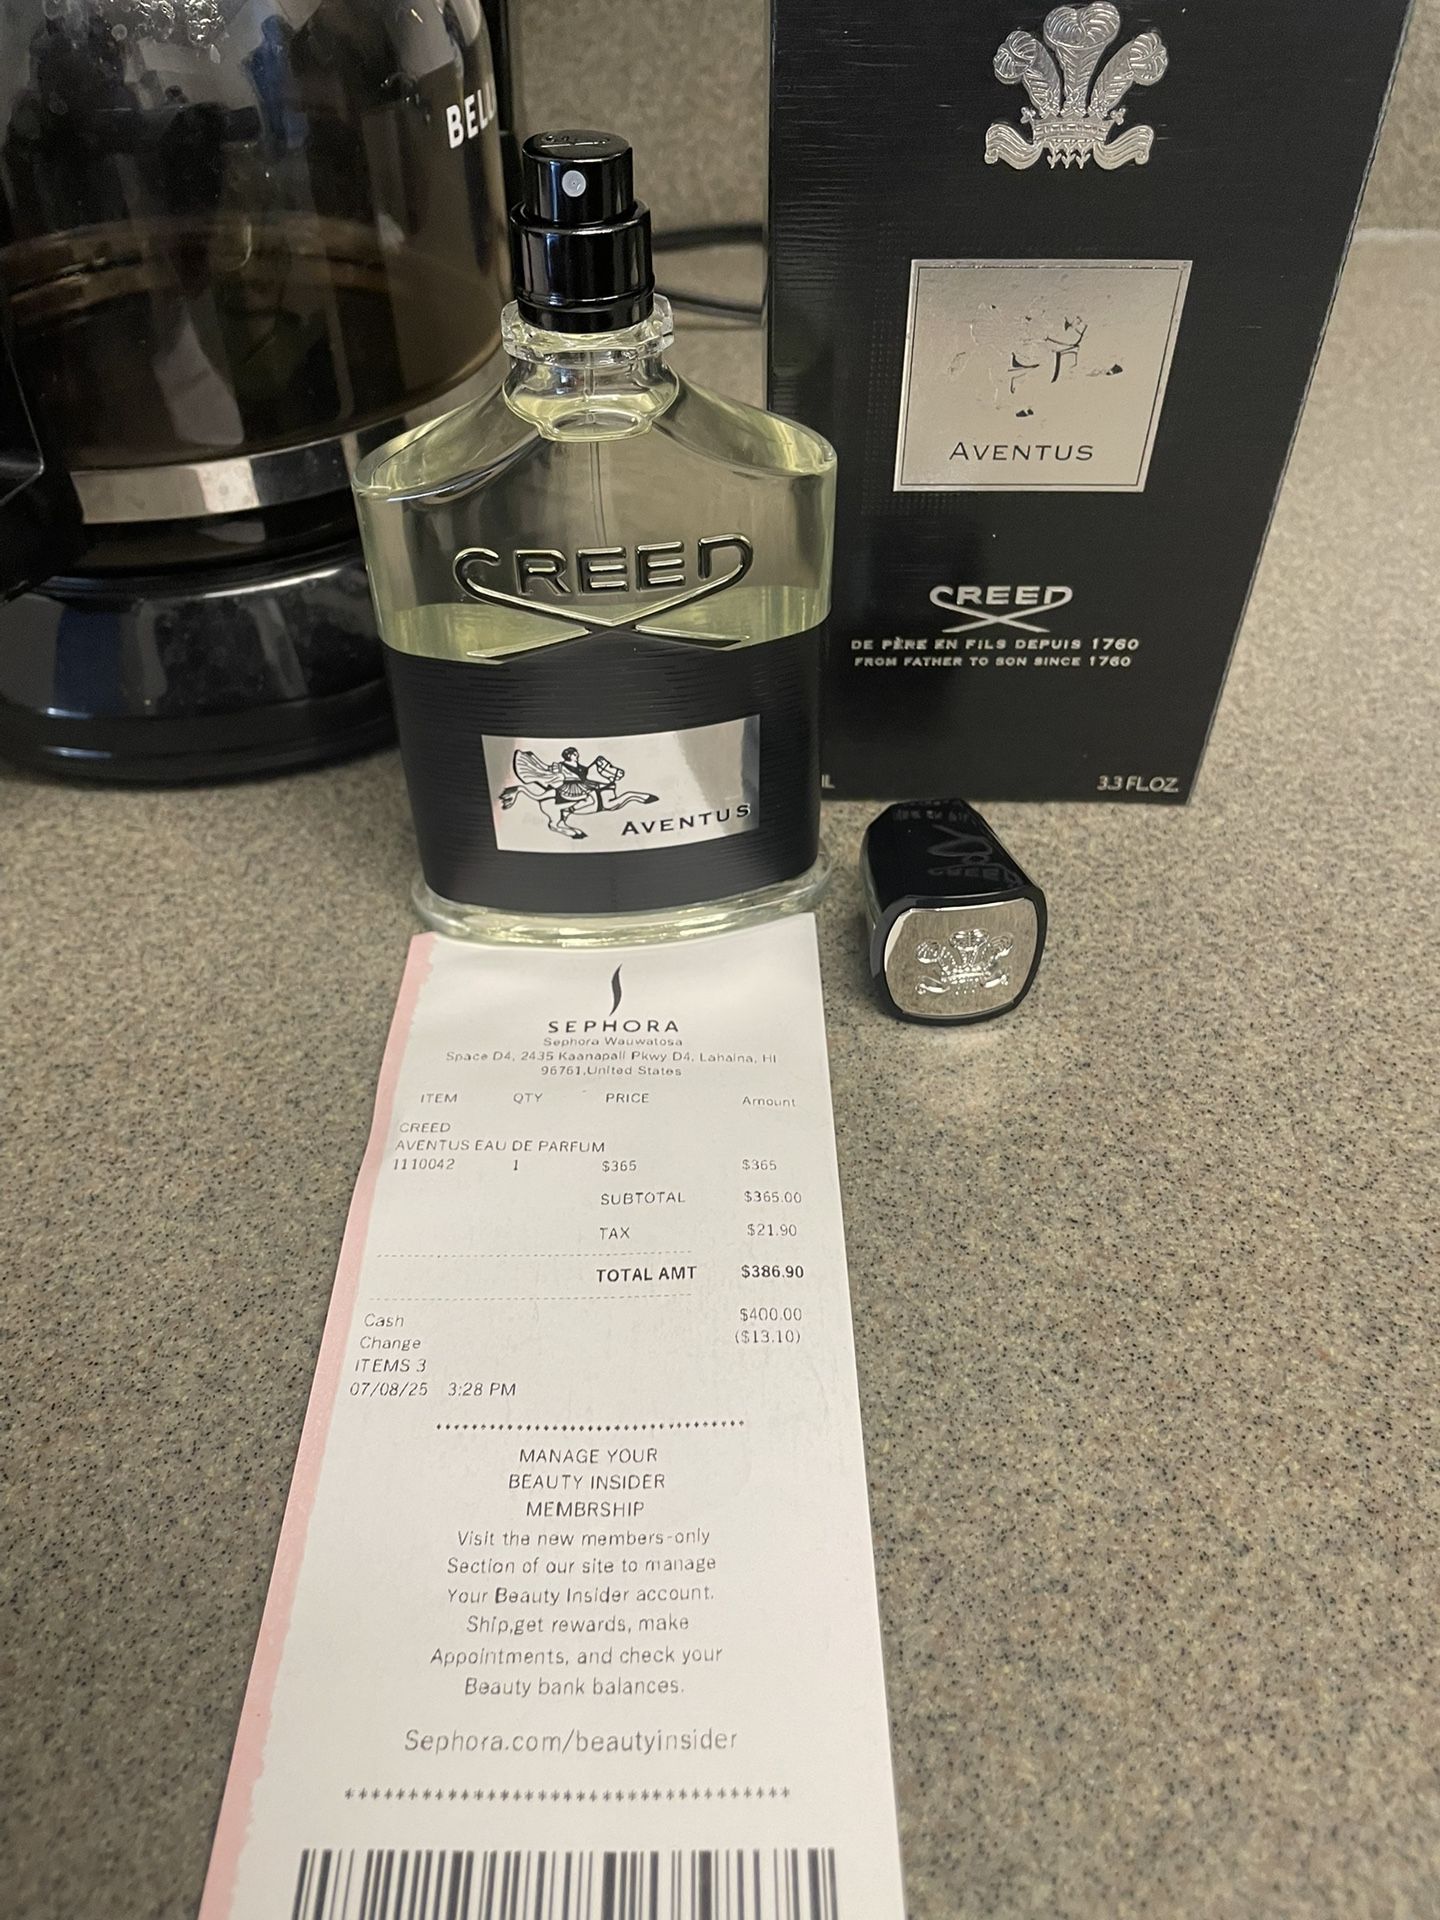 BELL
AVENTUS
CREED
DE PÈRE EN FILS DEPUIS 1760
FROM FATHER TO SON SINCE 1760
L
3.3 FL.OZ
CREED
AVENTUS
CREED
SEPHORA
Sephora Wauwatosa
Space D4, 2435 Kaanapali Pkwy D4, Lahaina, HI
96761,United States
ITEM QTY PRICE Amount
CREED
AVENTUS EAU DE PARFUM
1110042 1 $365 $365
SUBTOTAL $365.00
TAX $21.90
TOTAL AMT $386.90
Cash $400.00
Change ($13.10)
ITEMS 3
07/08/25 3:28 PM
MANAGE YOUR
BEAUTY INSIDER
MEMBRSHIP
Visit the new members-only
Section of our site to manage
Your Beauty Insider account.
Ship,get rewards, make
Appointments, and check your
Beauty bank balances.
Sephora.com/beautyinsider